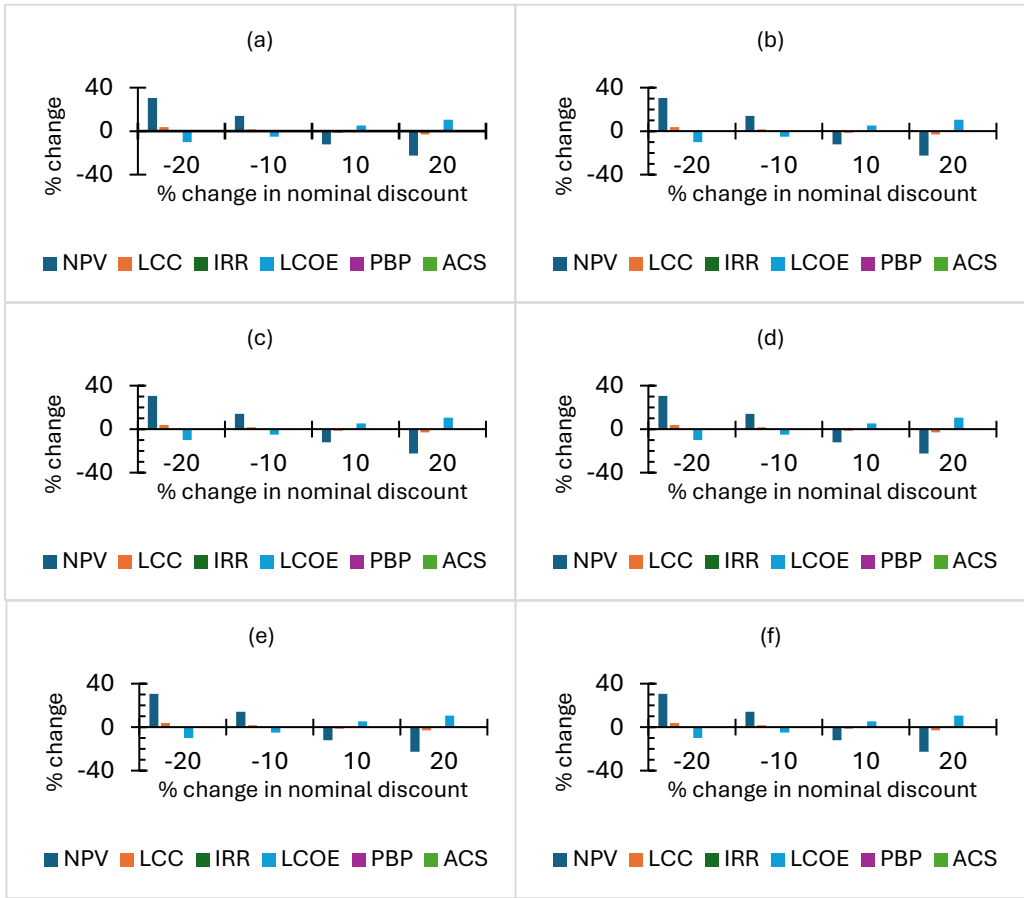 (a)
40
0
-40
% change
-20 -10 10 20
% change in nominal discount
NPV LCC IRR LCOE PBP ACS
(b)
40
0
-40
% change
-20 -10 10 20
% change in nominal discount
NPV LCC IRR LCOE PBP ACS
(c)
40
0
-40
% change
-20 -10 10 20
% change in nominal discount
NPV LCC IRR LCOE PBP ACS
(d)
40
0
-40
% change
-20 -10 10 20
% change in nominal discount
NPV LCC IRR LCOE PBP ACS
(e)
40
0
-40
% change
-20 -10 10 20
% change in nominal discount
NPV LCC IRR LCOE PBP ACS
(f)
40
0
-40
% change
-20 -10 10 20
% change in nominal discount
NPV LCC IRR LCOE PBP ACS